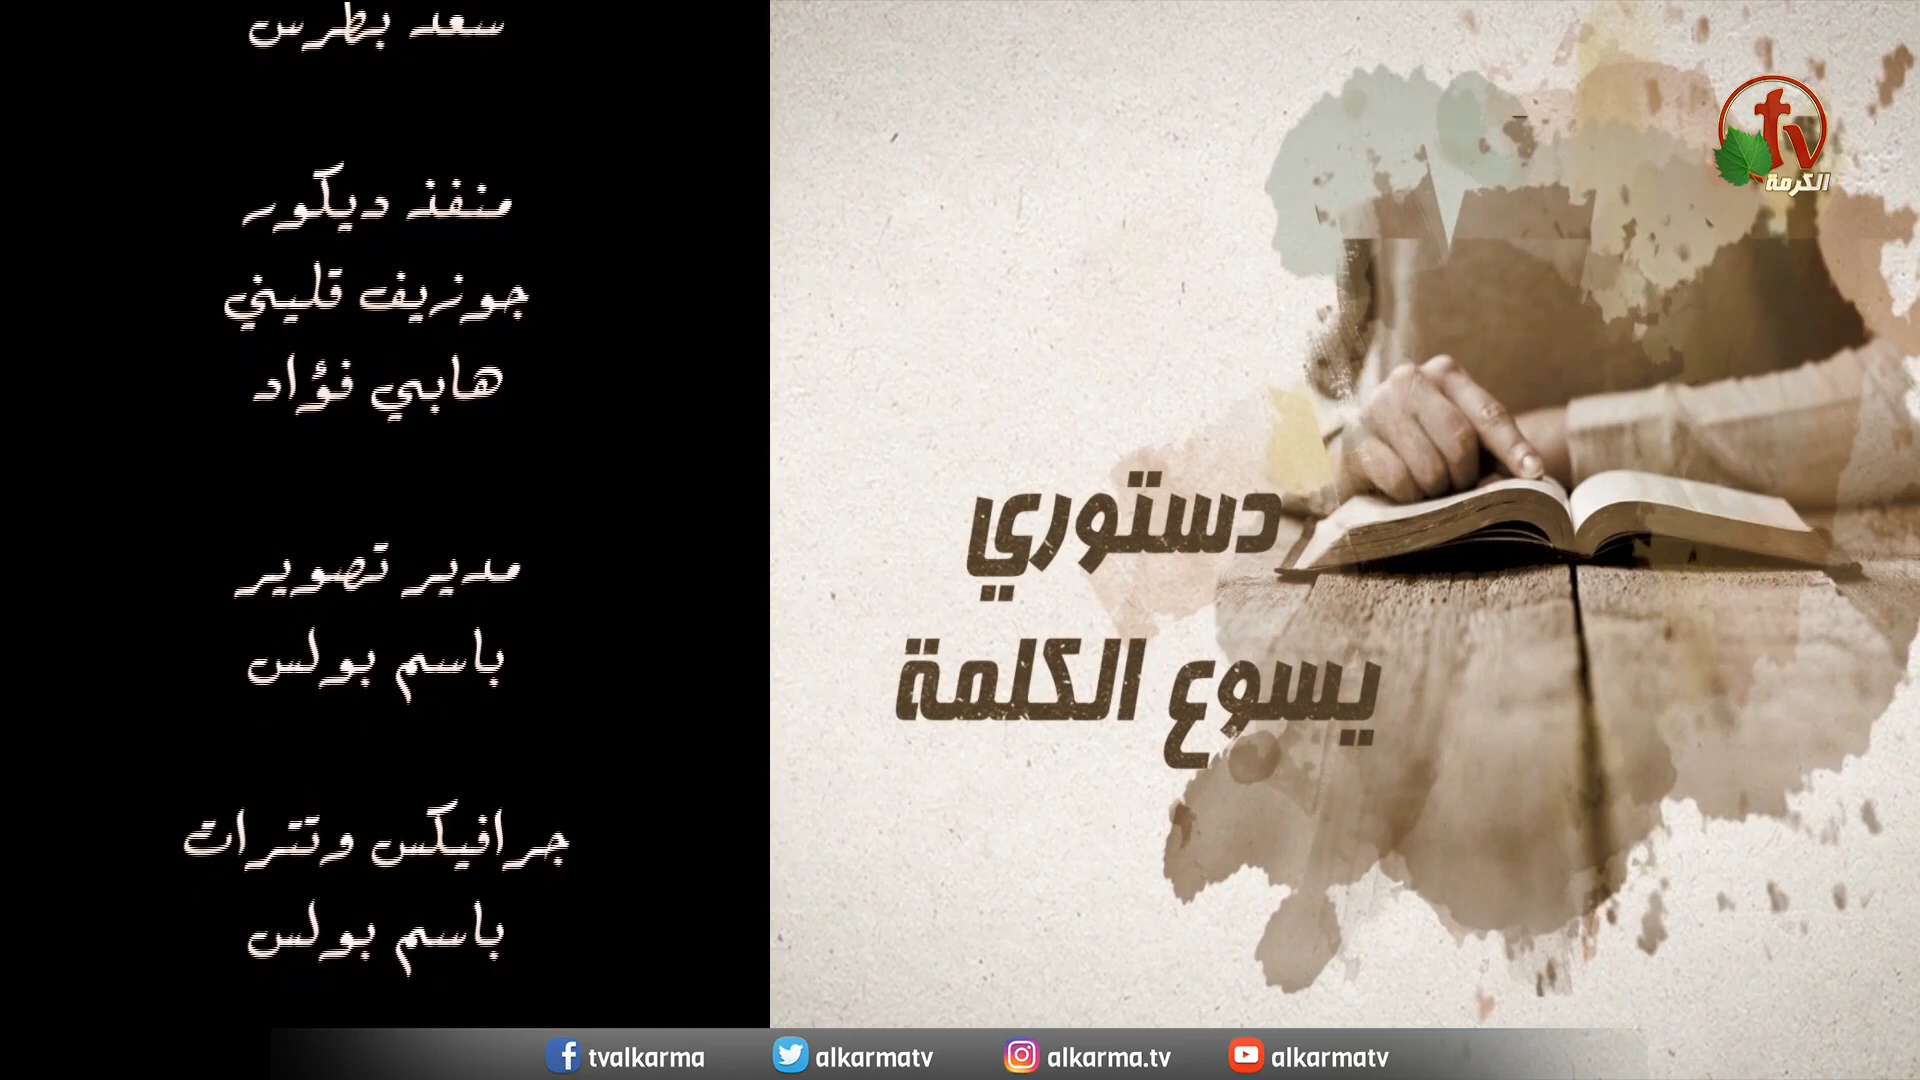 سعد بطرس
منفذ ديكور
جوزيف قليني
هابي فؤاد
مدير تصوير
باسم بولس
جرافيكس وتترات
باسم بولس
دستوري
يسوع الكلمة
tv
الكرمة
tvalkarma
alkarmatv
alkarma.tv
alkarmatv